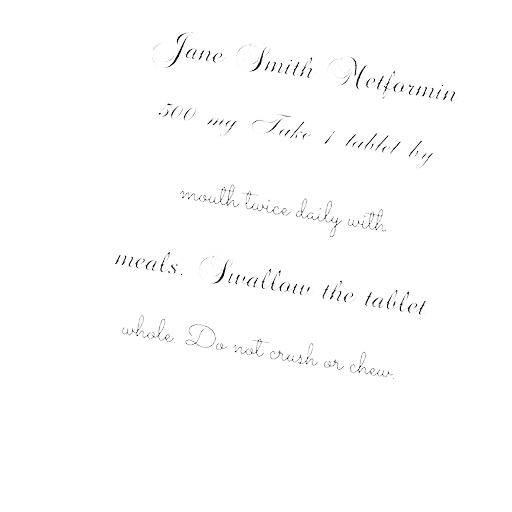 Jane Smith Metformin
500 mg Take 1 tablet by
mouth twice daily with
meals. Swallow the tablet
whole. Do not crush or chew.